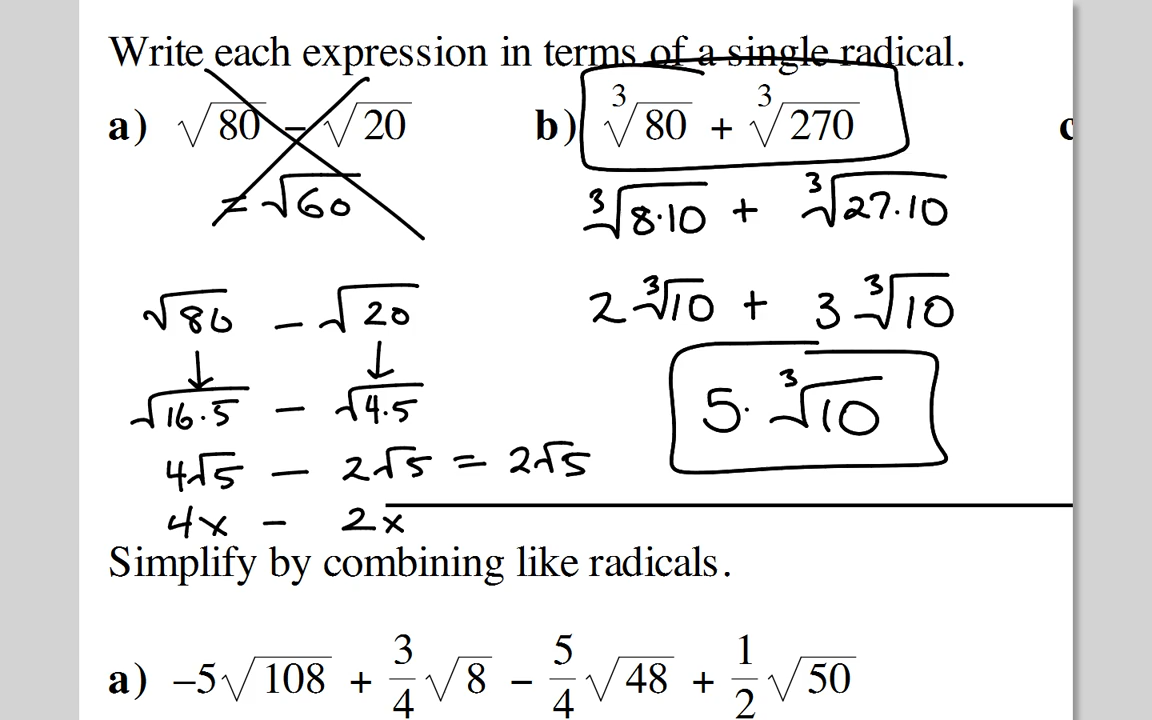 Write each expression in terms of a single radical.
a) √80 − √20 b) ∛80 + ∛270 c
= √60 ∛8·10 + ∛27·10
√80 − √20 2∛10 + 3∛10
↓ ↓
√16·5 − √4·5 5·∛10
4√5 − 2√5 = 2√5
4x − 2x
Simplify by combining like radicals.
a) −5√108 + 3/4 √8 − 5/4 √48 + 1/2 √50